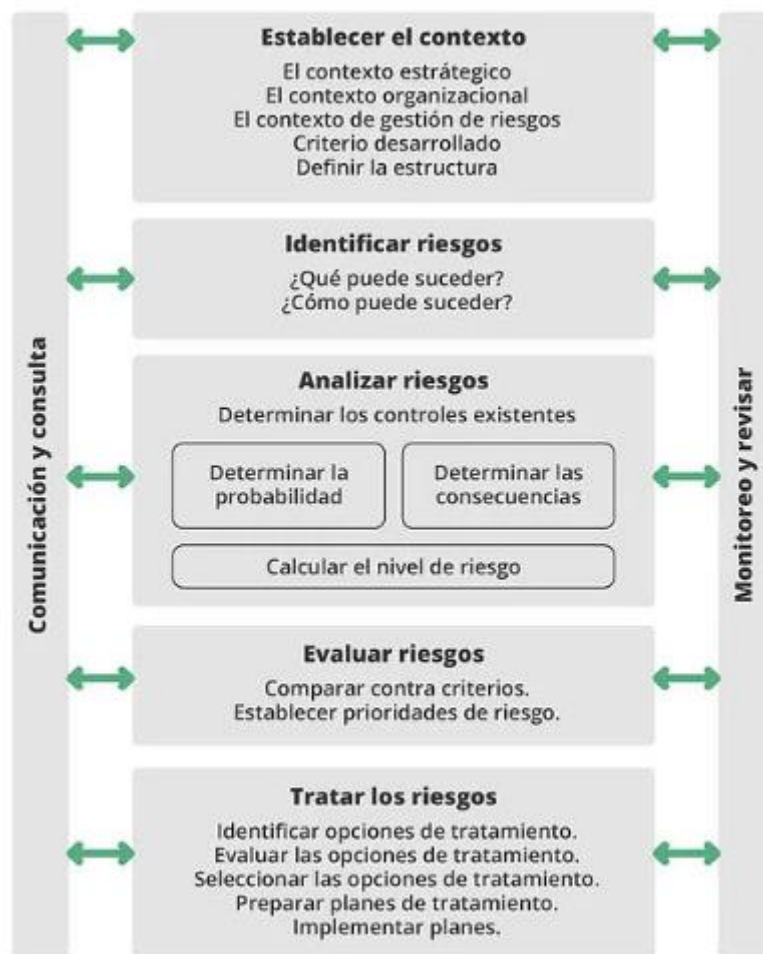 Comunicación y consulta
Establecer el contexto
El contexto estrátegico
El contexto organizacional
El contexto de gestión de riesgos
Criterio desarrollado
Definir la estructura
Identificar riesgos
¿Qué puede suceder?
¿Cómo puede suceder?
Analizar riesgos
Determinar los controles existentes
Determinar la
probabilidad
Determinar las
consecuencias
Calcular el nivel de riesgo
Evaluar riesgos
Comparar contra criterios.
Establecer prioridades de riesgo.
Tratar los riesgos
Identificar opciones de tratamiento.
Evaluar las opciones de tratamiento.
Seleccionar las opciones de tratamiento.
Preparar planes de tratamiento.
Implementar planes.
Monitoreo y revisar